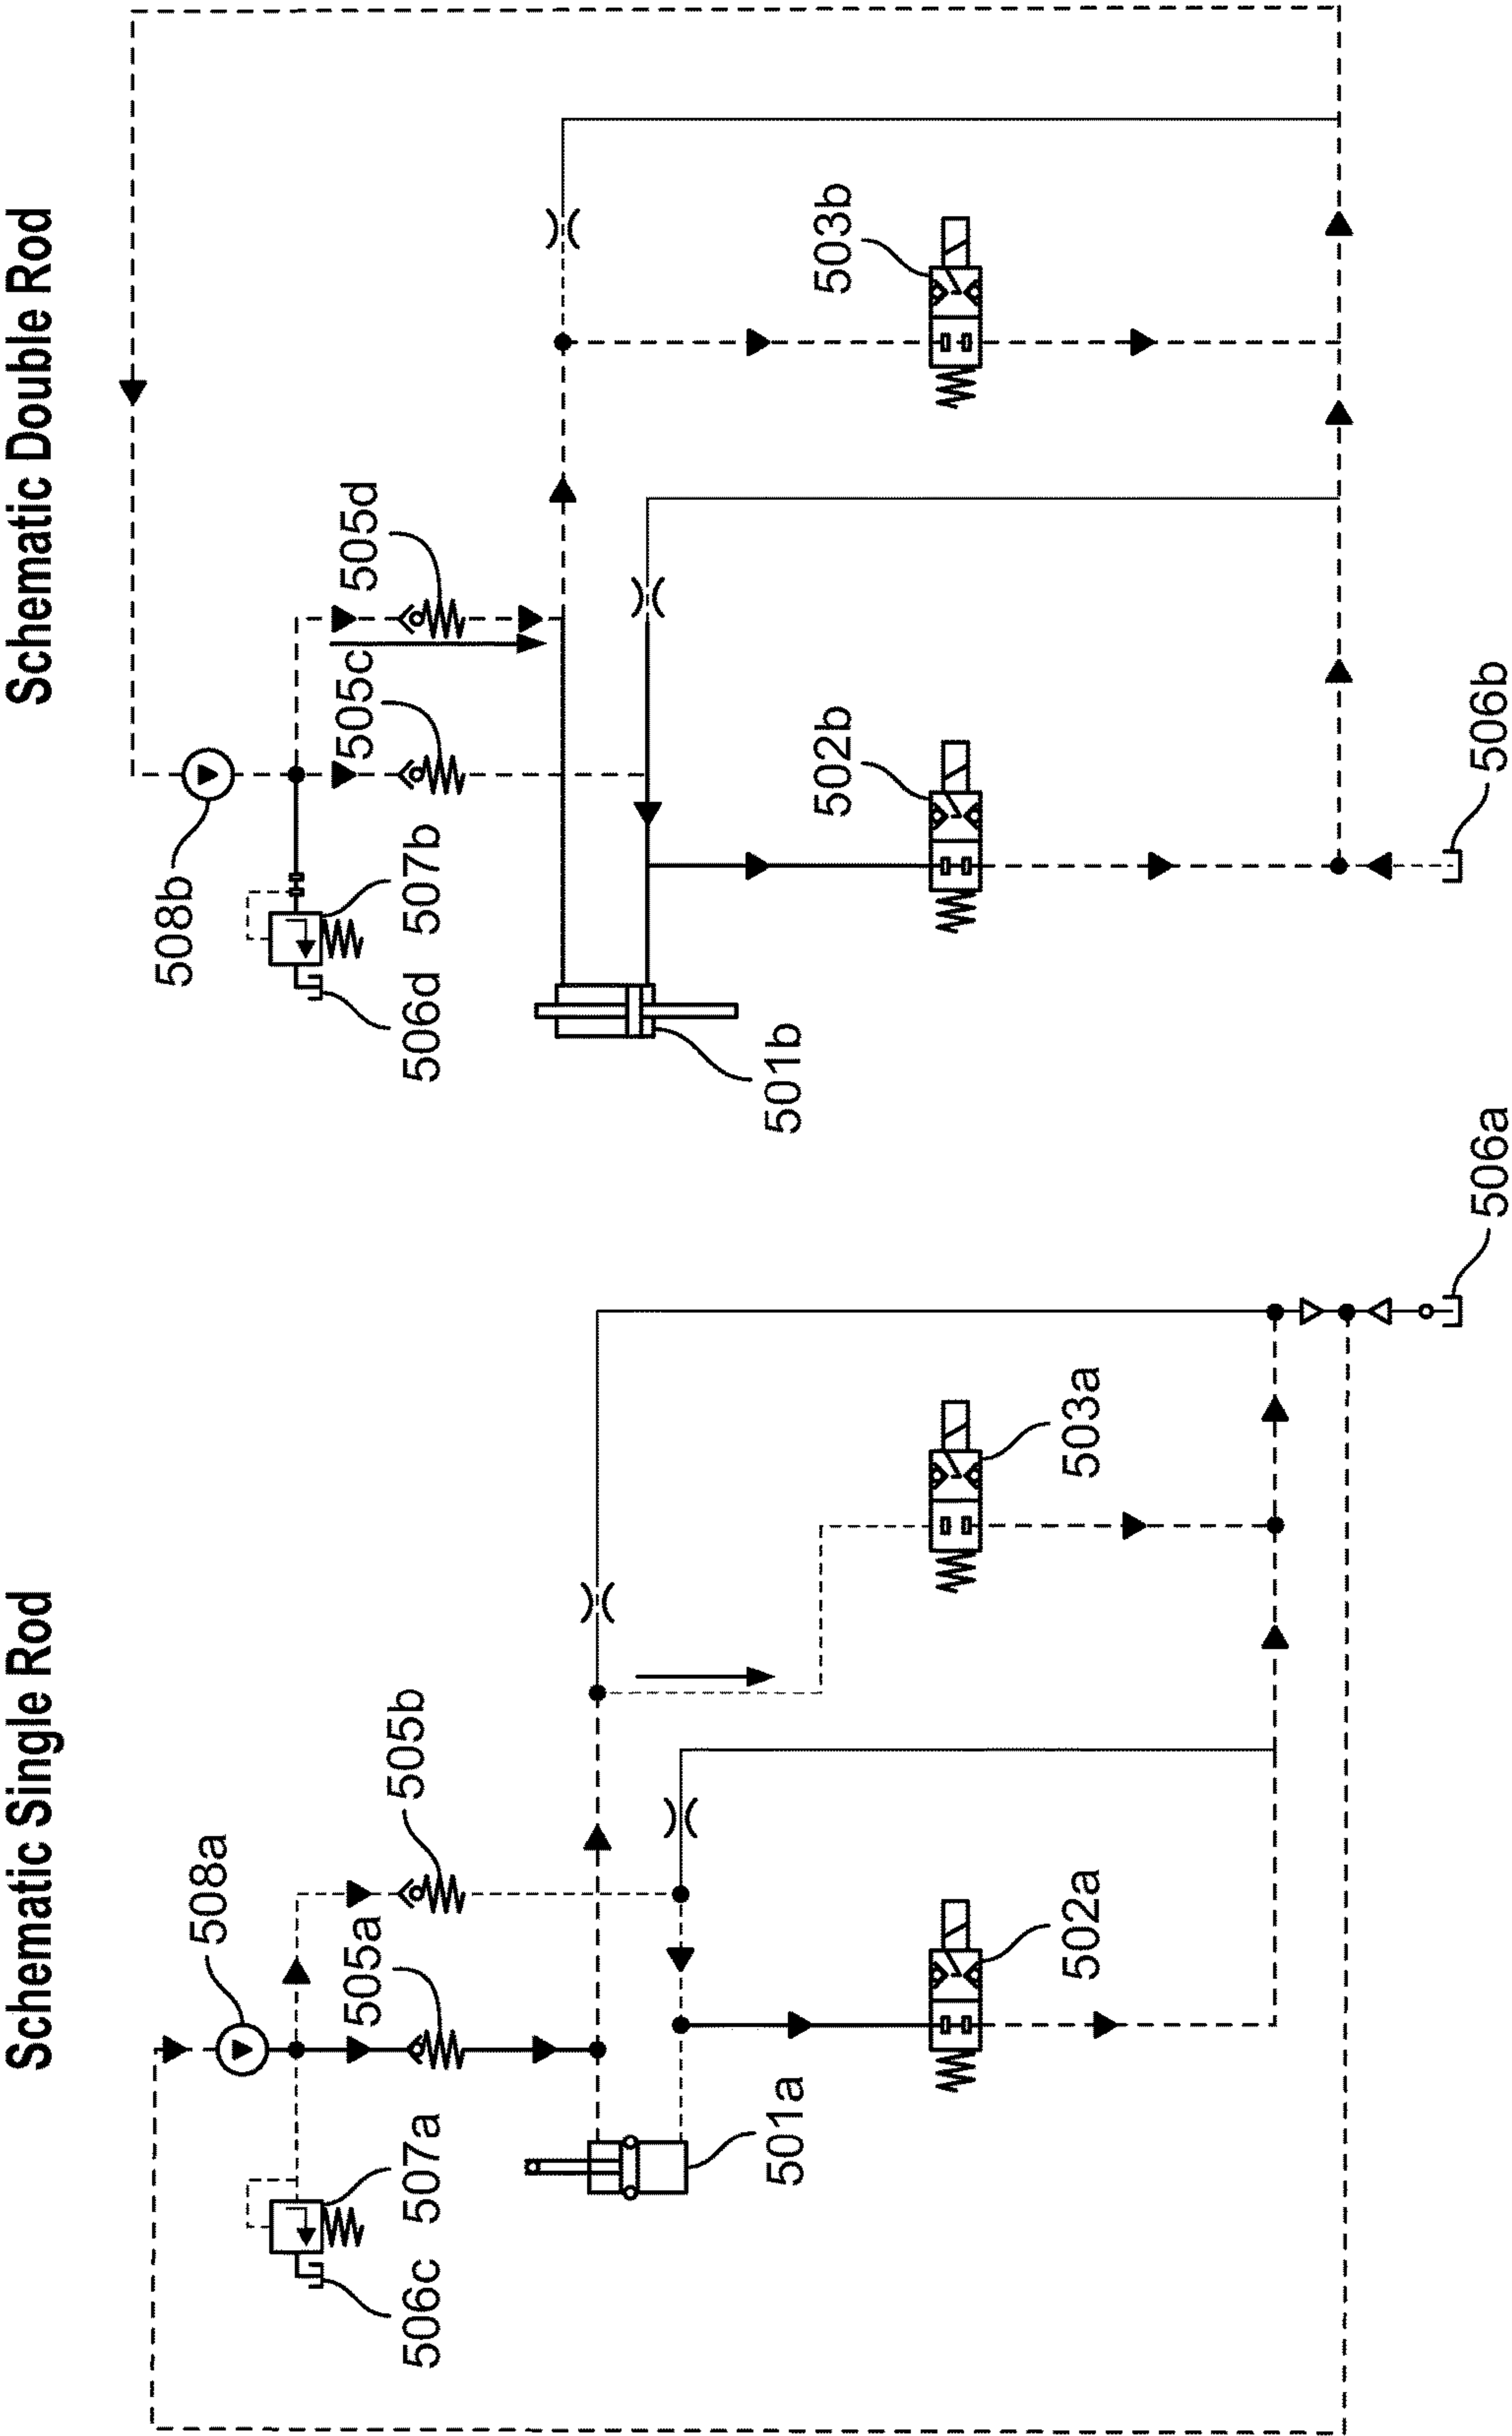 Schematic Single Rod
508a
505a
505b
507a
506c
501a
502a
503a
506a
Schematic Double Rod
508b
505c
505d
507b
506d
501b
502b
503b
506b